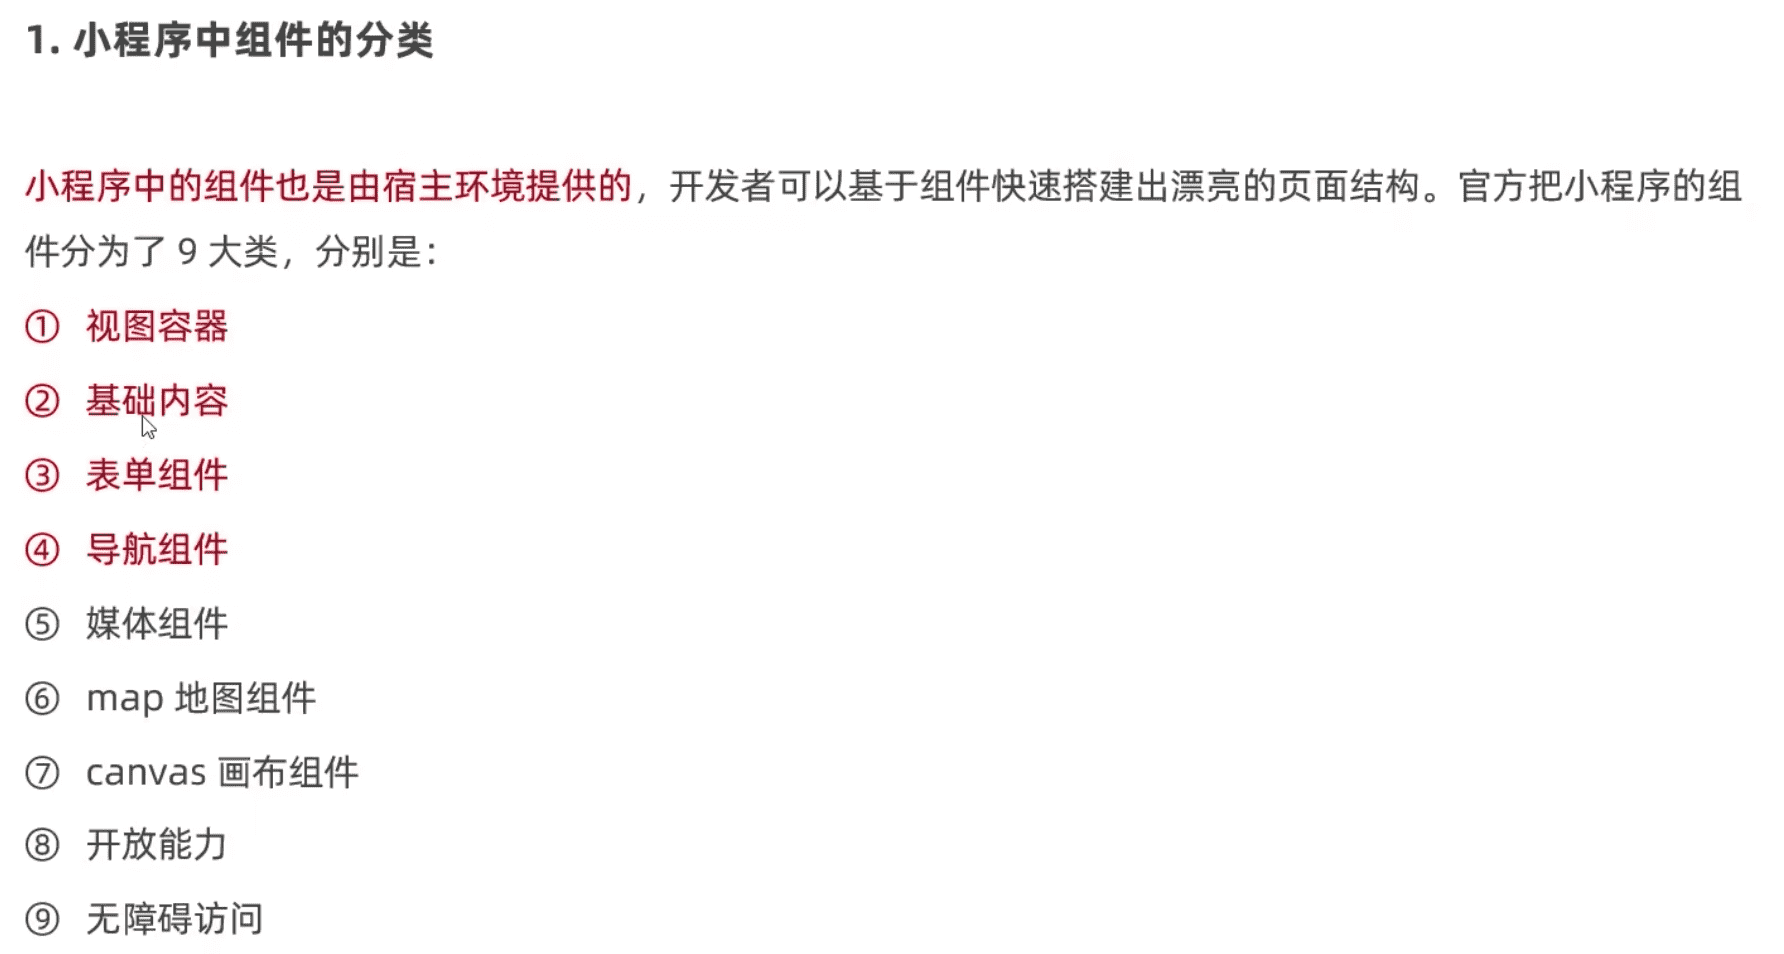 1. 小程序中组件的分类
小程序中的组件也是由宿主环境提供的，开发者可以基于组件快速搭建出漂亮的页面结构。官方把小程序的组
件分为了 9 大类，分别是：
① 视图容器
② 基础内容
③ 表单组件
④ 导航组件
⑤ 媒体组件
⑥ map 地图组件
⑦ canvas 画布组件
⑧ 开放能力
⑨ 无障碍访问